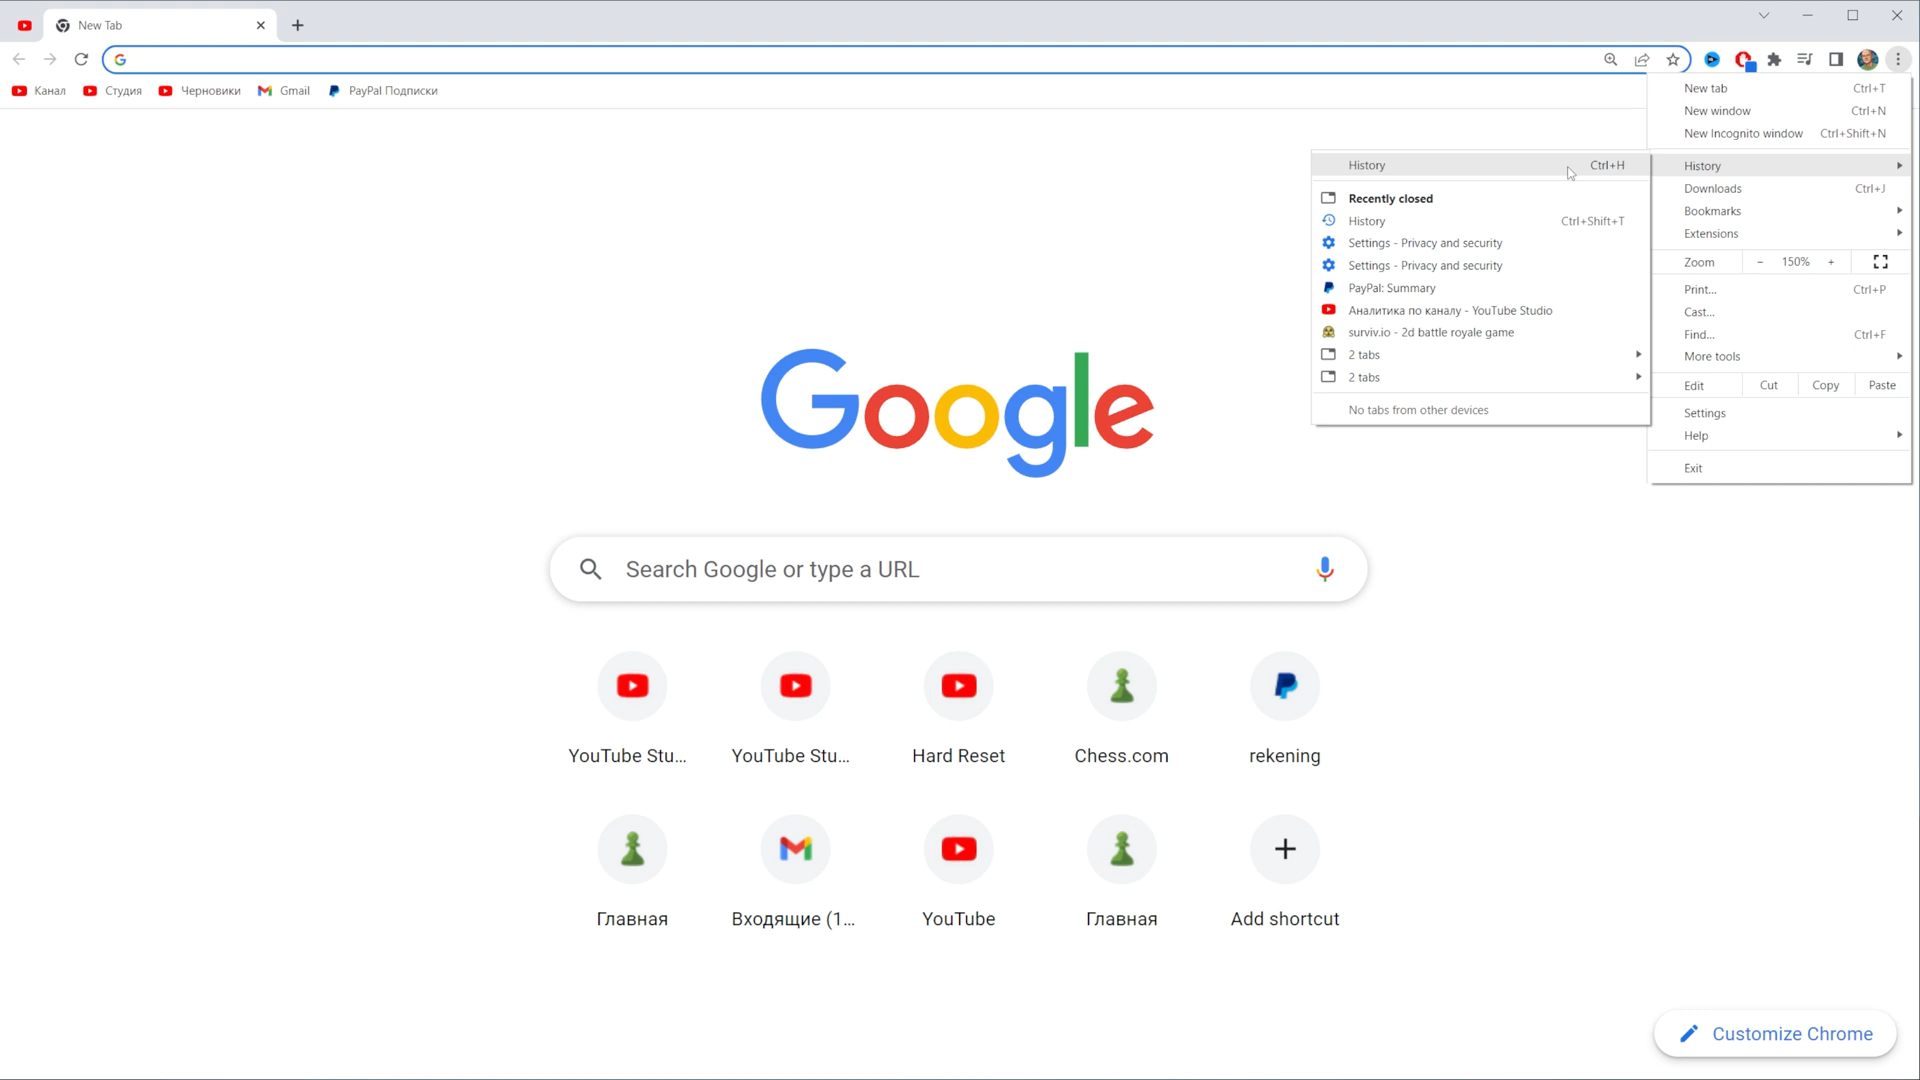 New Tab
Канал
Студия
Черновики
Gmail
PayPal Подписки
New tab Ctrl+T
New window Ctrl+N
New Incognito window Ctrl+Shift+N
History
Downloads Ctrl+J
Bookmarks
Extensions
Zoom - 150% +
Print... Ctrl+P
Cast...
Find... Ctrl+F
More tools
Edit Cut Copy Paste
Settings
Help
Exit
History Ctrl+H
Recently closed
History Ctrl+Shift+T
Settings - Privacy and security
Settings - Privacy and security
PayPal: Summary
Аналитика по каналу - YouTube Studio
surviv.io - 2d battle royale game
2 tabs
2 tabs
No tabs from other devices
Google
Search Google or type a URL
YouTube Stu...
YouTube Stu...
Hard Reset
Chess.com
rekening
Главная
Входящие (1...
YouTube
Главная
Add shortcut
Customize Chrome